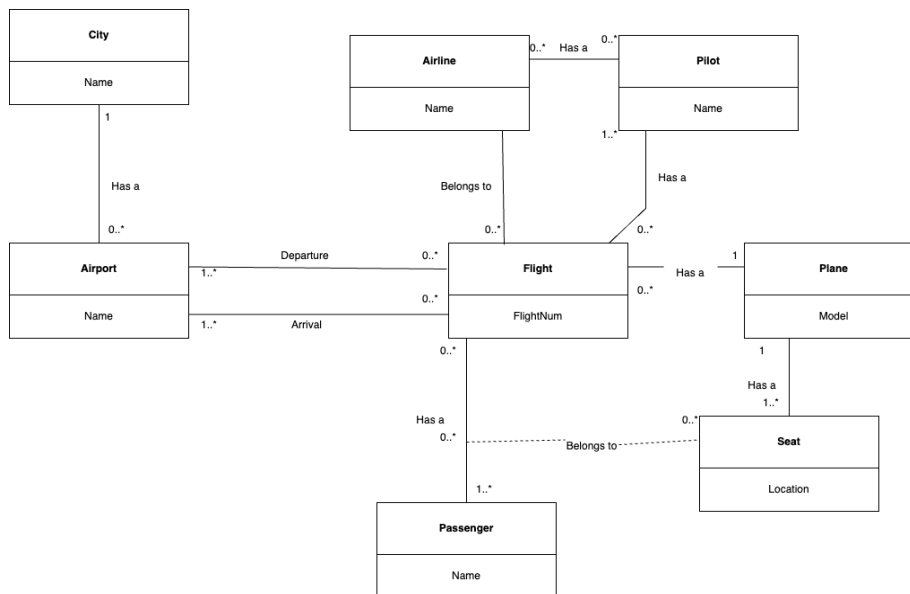 City
Name
1
Has a
0..*
Airline
Name
0..*
Has a
0..*
Pilot
Name
1..*
Belongs to
0..*
Has a
0..*
Airport
Name
1..*
Departure
0..*
1..*
Arrival
0..*
Flight
FlightNum
0..*
Has a
1
Plane
Model
1
Has a
1..*
0..*
Has a
0..*
Belongs to
0..*
Seat
Location
1..*
Passenger
Name